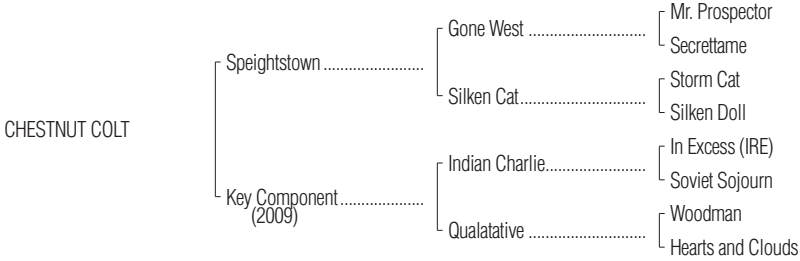 Mr. Prospector
Gone West ..............................
Secrettame
Speightstown .........................
Storm Cat
Silken Cat................................
Silken Doll
CHESTNUT COLT
In Excess (IRE)
Indian Charlie..........................
Soviet Sojourn
Key Component .....................
(2009)
Woodman
Qualatative ..............................
Hearts and Clouds